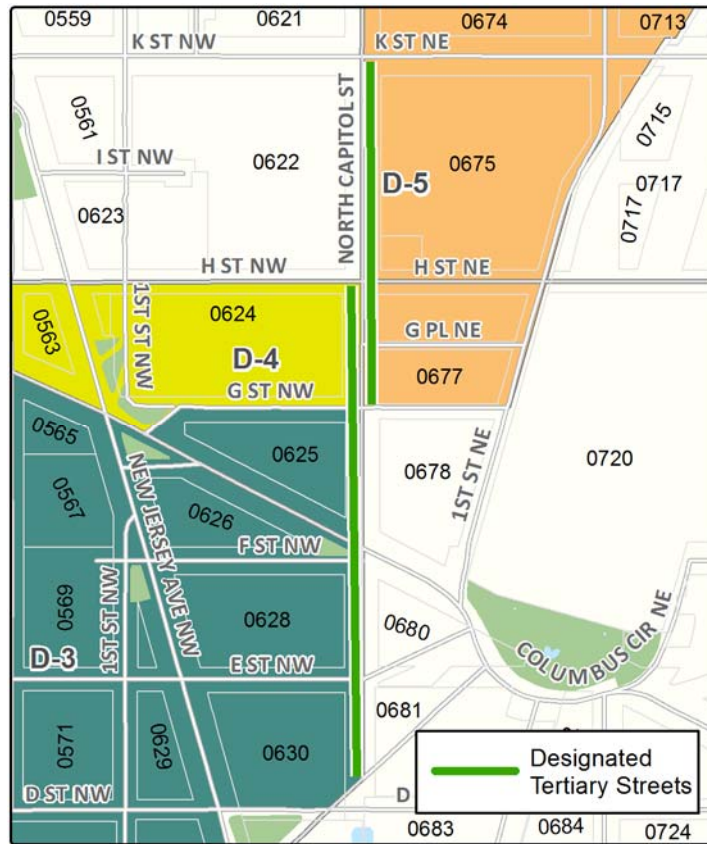 0559
0621
0674
0713
K ST NW
K ST NE
0561
NORTH CAPITOL ST
0715
I ST NW
0622
0675
0717
D-5
0623
0717
H ST NW
H ST NE
0563
1ST ST NW
0624
G PL NE
D-4
0677
G ST NW
0565
0625
0678
1ST ST NE
0720
0567
NEW JERSEY AVE NW
0626
F ST NW
0569
1ST ST NW
0628
0680
COLUMBUS CIR NE
D-3
E ST NW
0571
0629
0630
0681
Designated
Tertiary Streets
D ST NW
D
0683
0684
0724